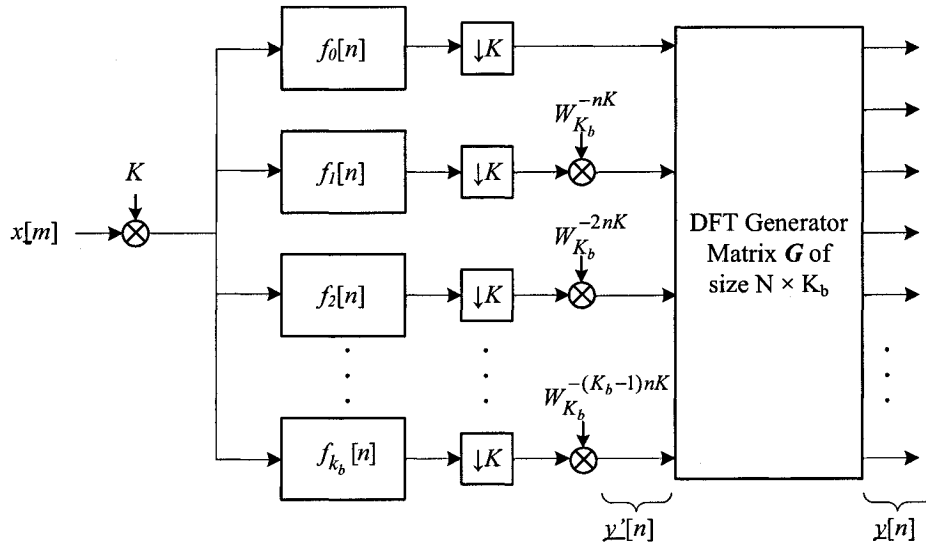 f₀[n]
↓K
W_{K_b}^{-nK}
K
f₁[n]
↓K
x[m]
DFT Generator
Matrix G of
size N × K_b
W_{K_b}^{-2nK}
f₂[n]
↓K
W_{K_b}^{-(K_b-1)nK}
f_{k_b}[n]
↓K
y'[n]
y[n]